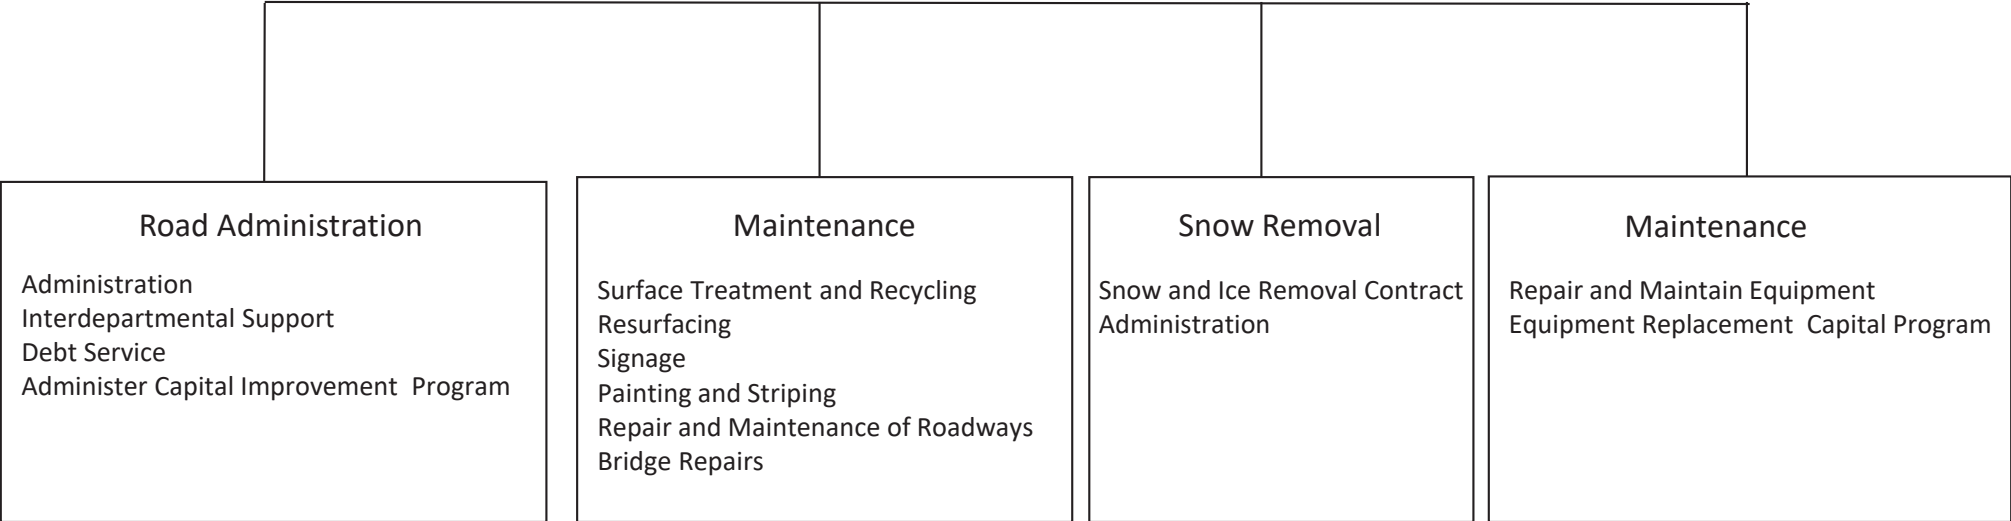 Road Administration
Administration
Interdepartmental Support
Debt Service
Administer Capital Improvement  Program
Maintenance
Surface Treatment and Recycling
Resurfacing
Signage
Painting and Striping
Repair and Maintenance of Roadways
Bridge Repairs
Snow Removal
Snow and Ice Removal Contract
Administration
Maintenance
Repair and Maintain Equipment
Equipment Replacement  Capital Program